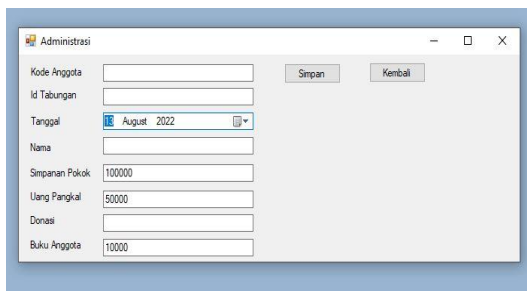 Administrasi
Kode Anggota Simpan Kembali
Id Tabungan
Tanggal 13 August 2022
Nama
Simpanan Pokok 100000
Uang Pangkal 50000
Donasi
Buku Anggota 10000